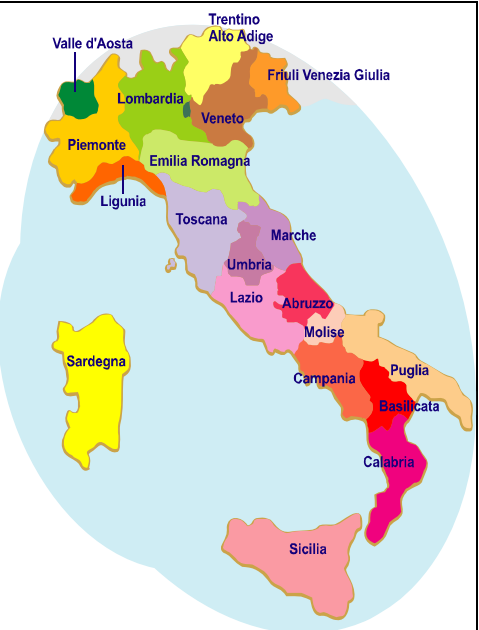 Trentino
Alto Adige
Valle d'Aosta
Friuli Venezia Giulia
Lombardia
Veneto
Piemonte
Emilia Romagna
Ligunia
Toscana
Marche
Umbria
Lazio
Abruzzo
Molise
Sardegna
Puglia
Campania
Basilicata
Calabria
Sicilia